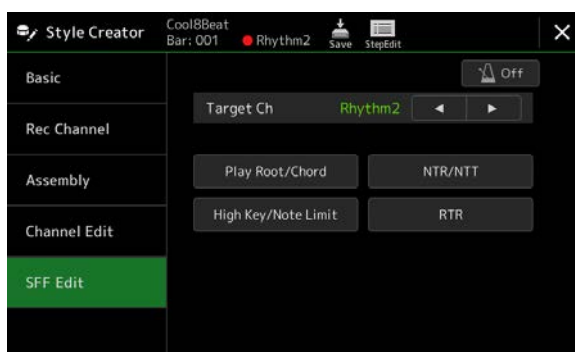 Style Creator
Cool8Beat
Bar: 001 Rhythm2
Save StepEdit
Basic
Rec Channel
Assembly
Channel Edit
SFF Edit
Off
Target Ch Rhythm2
Play Root/Chord NTR/NTT
High Key/Note Limit RTR